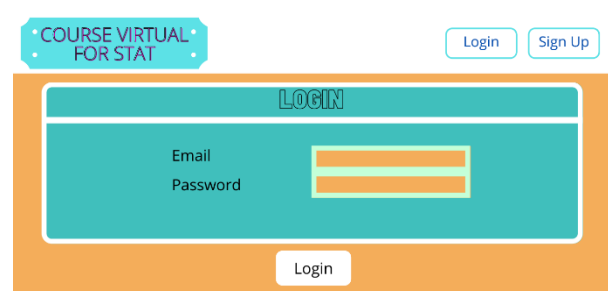 COURSE VIRTUAL
FOR STAT
Login
Sign Up
LOGIN
Email
Password
Login